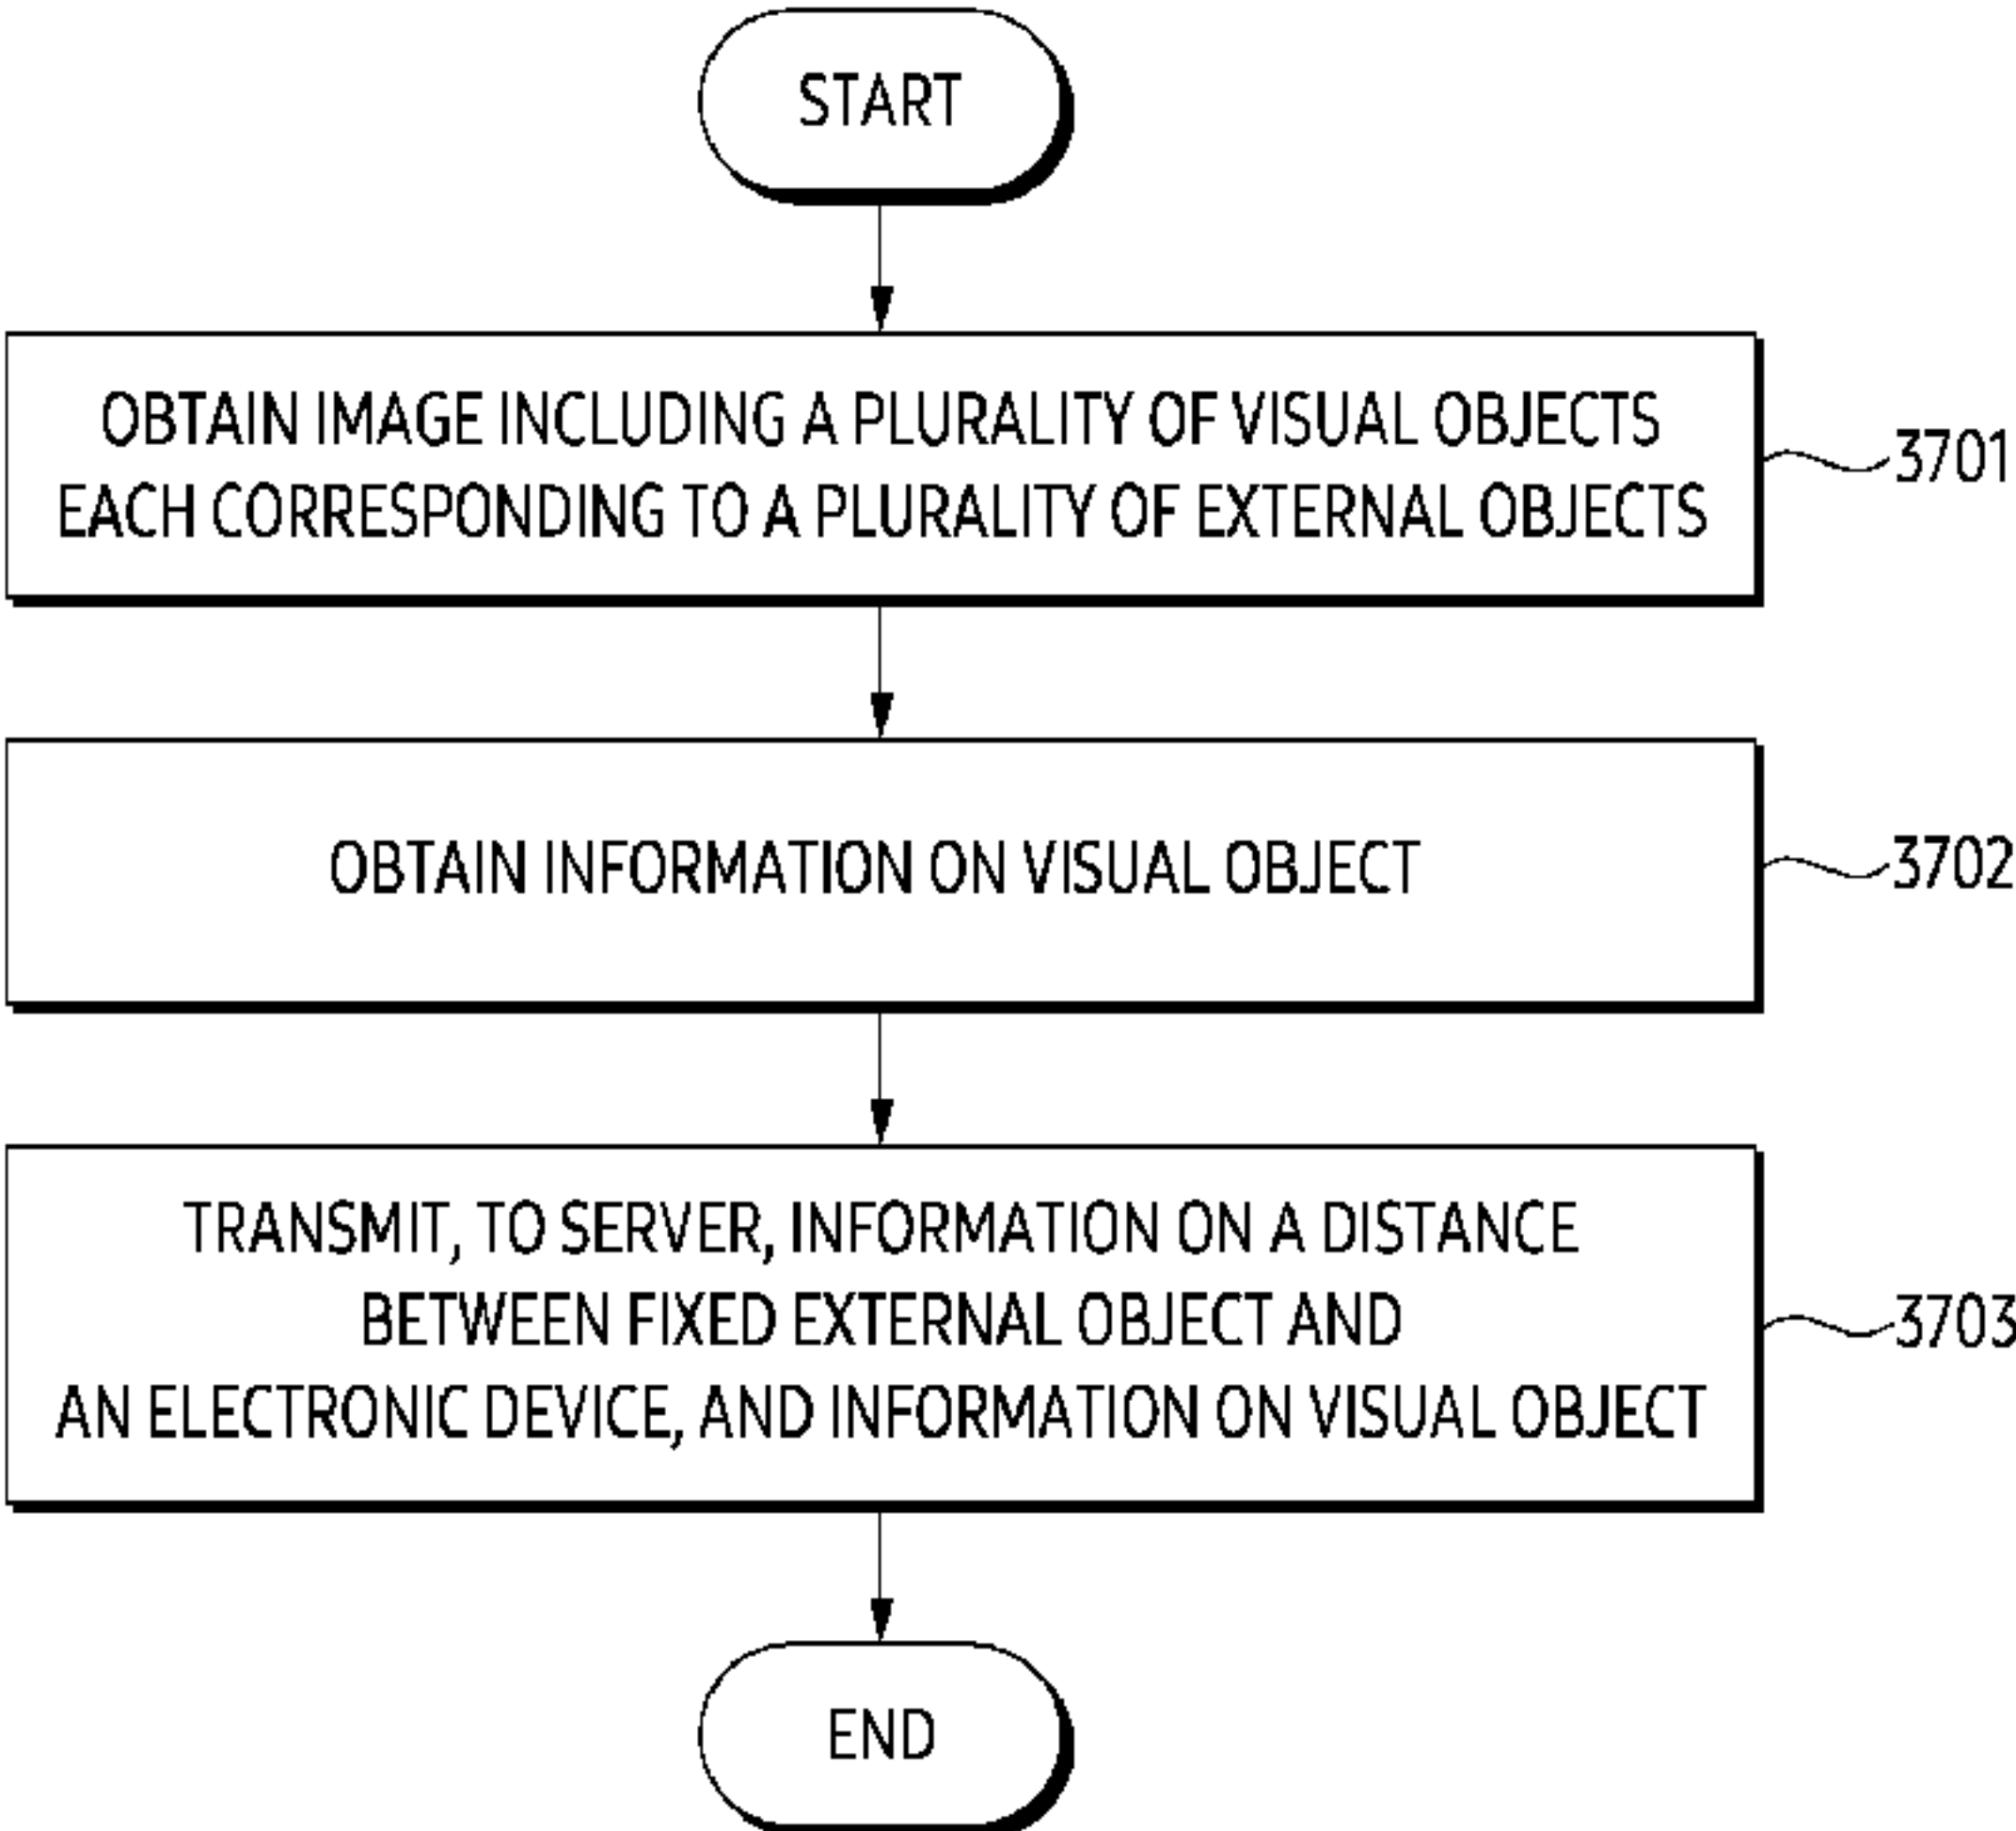 START
OBTAIN IMAGE INCLUDING A PLURALITY OF VISUAL OBJECTS
EACH CORRESPONDING TO A PLURALITY OF EXTERNAL OBJECTS
3701
OBTAIN INFORMATION ON VISUAL OBJECT
3702
TRANSMIT, TO SERVER, INFORMATION ON A DISTANCE
BETWEEN FIXED EXTERNAL OBJECT AND
AN ELECTRONIC DEVICE, AND INFORMATION ON VISUAL OBJECT
3703
END